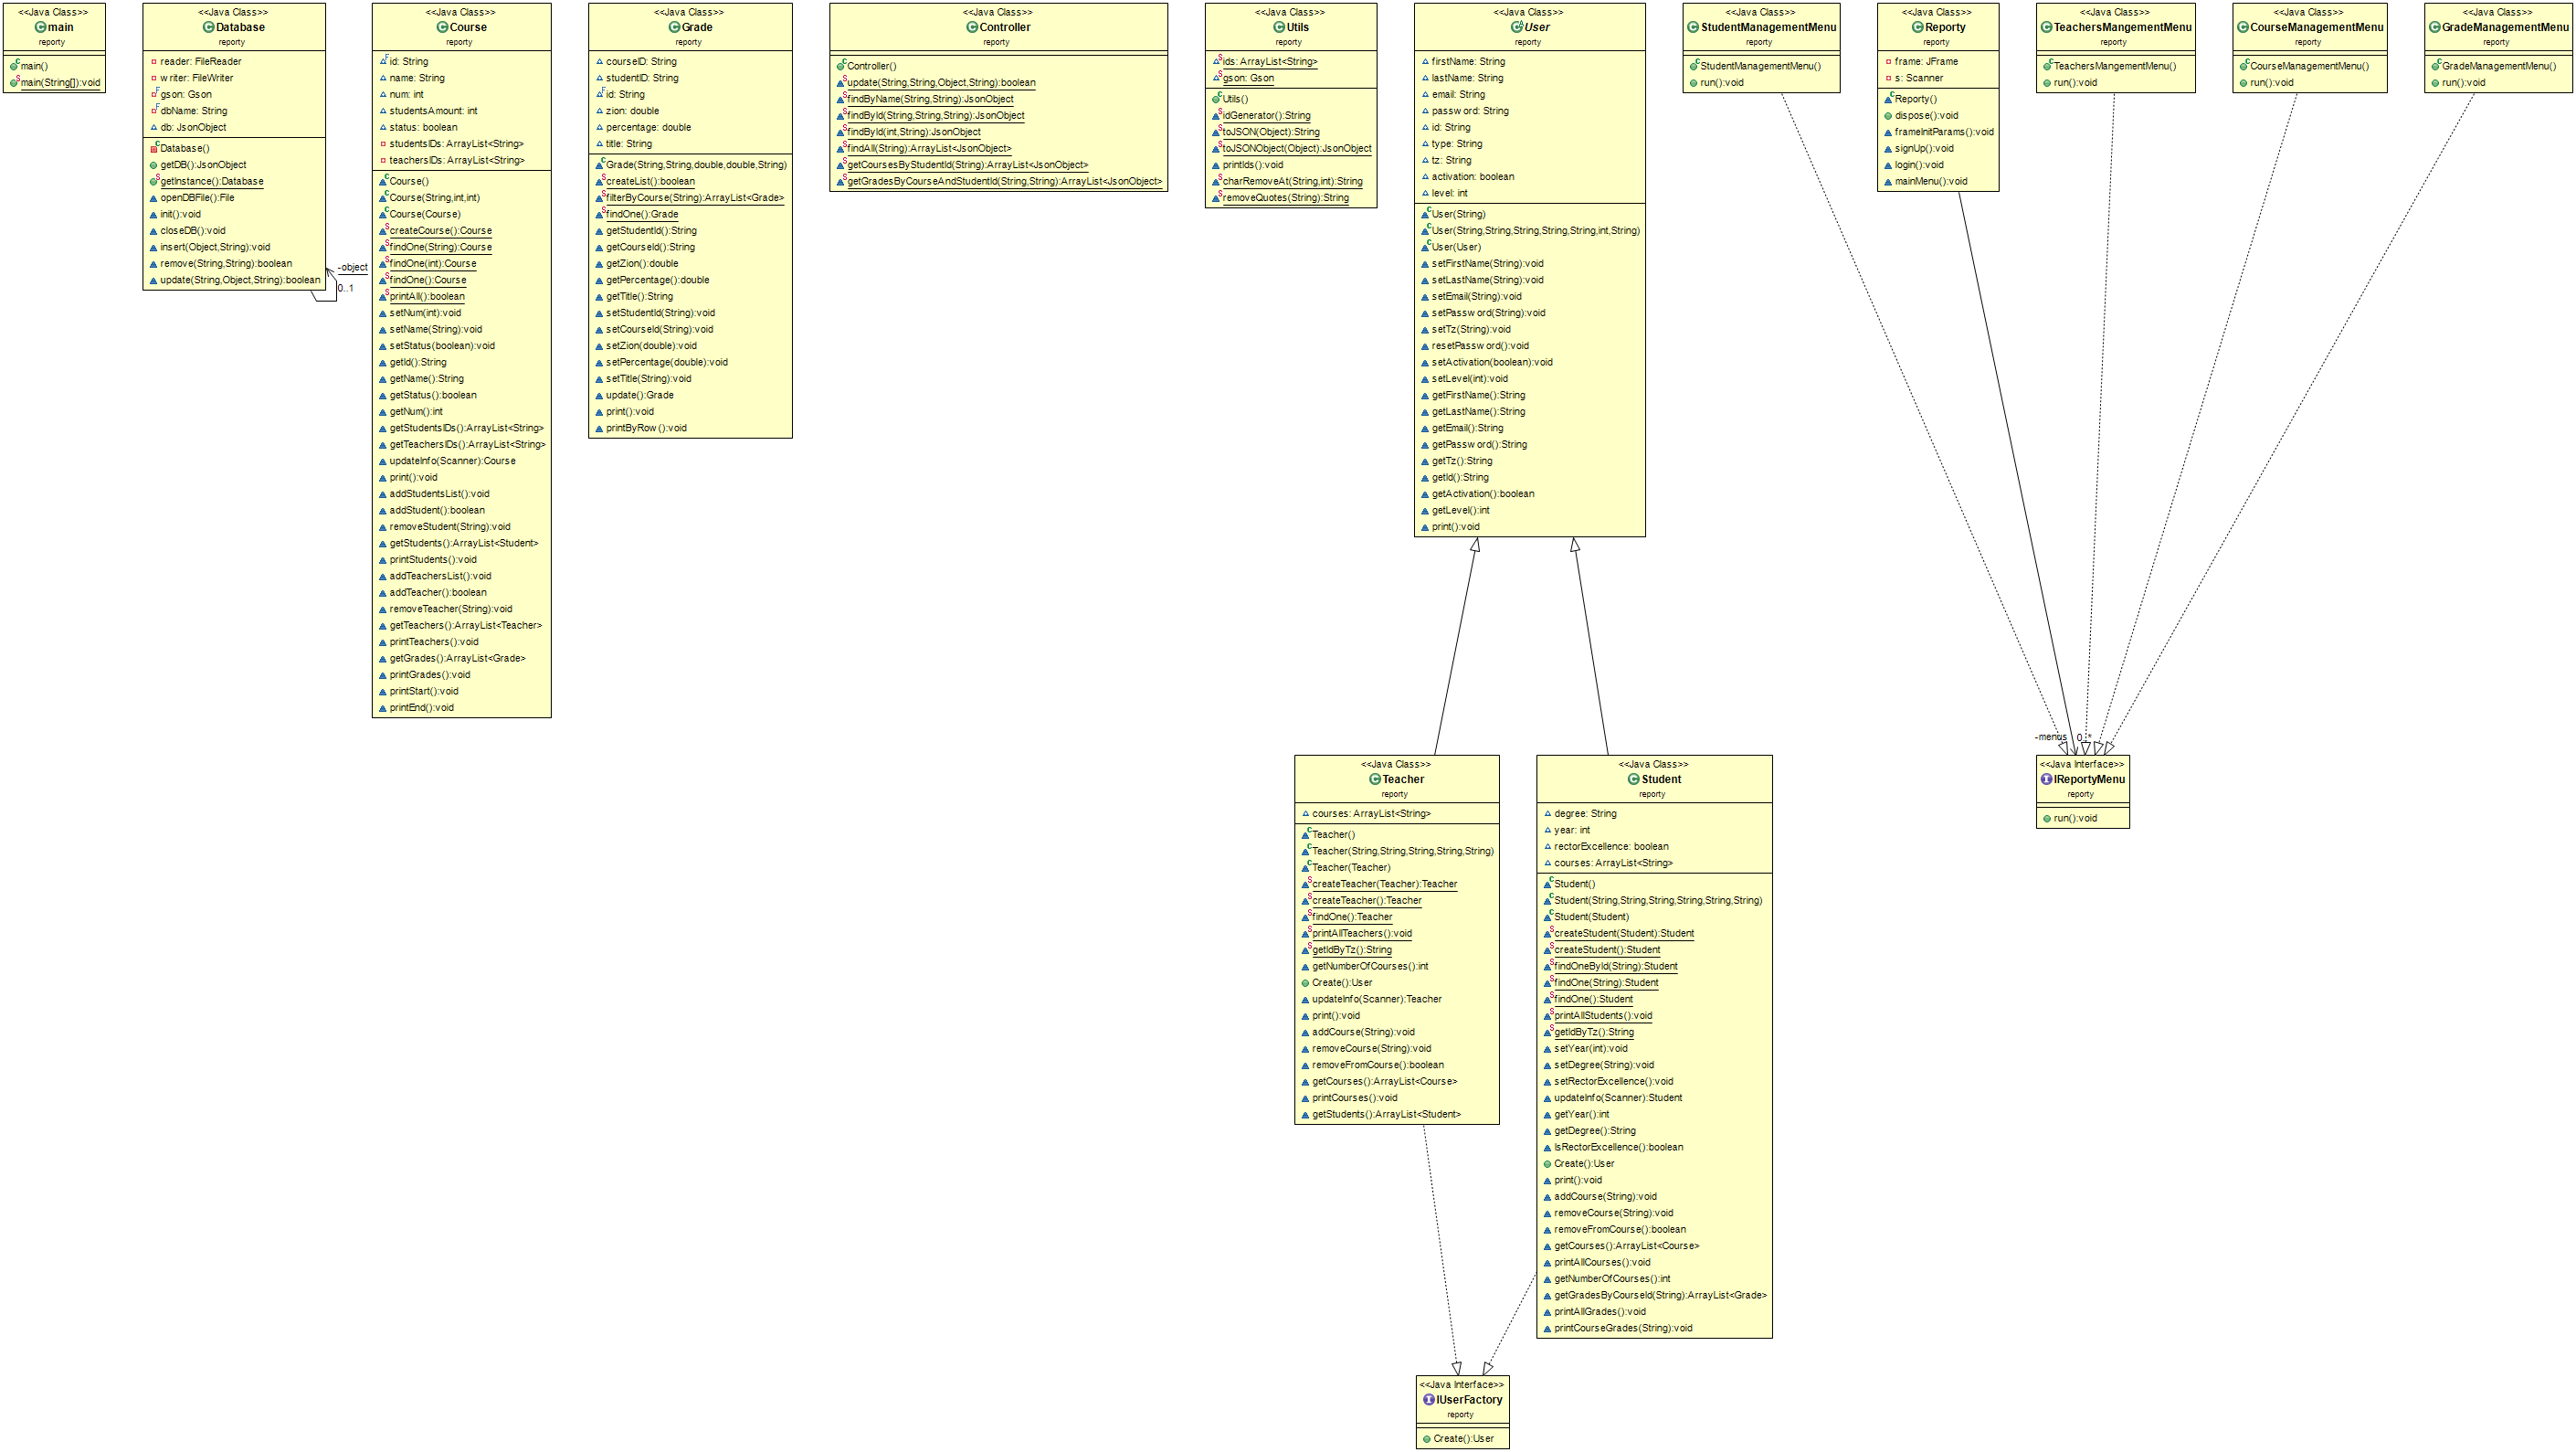 <<Java Class>>
main
reporty
main()
main(String[]):void
<<Java Class>>
Database
reporty
reader: FileReader
writer: FileWriter
gson: Gson
dbName: String
db: JsonObject
Database()
getDB():JsonObject
getInstance():Database
openDBFile():File
init():void
closeDB():void
insert(Object,String):void
remove(String,String):boolean
update(String,Object,String):boolean
-object
0..1
<<Java Class>>
Course
reporty
id: String
name: String
num: int
studentsAmount: int
status: boolean
studentsIDs: ArrayList<String>
teachersIDs: ArrayList<String>
Course()
Course(String,int,int)
Course(Course)
createCourse():Course
findOne(String):Course
findOne(int):Course
findOne():Course
printAll():boolean
setNum(int):void
setName(String):void
setStatus(boolean):void
getId():String
getName():String
getStatus():boolean
getNum():int
getStudentsIDs():ArrayList<String>
getTeachersIDs():ArrayList<String>
updateInfo(Scanner):Course
print():void
addStudentsList():void
addStudent():boolean
removeStudent(String):void
getStudents():ArrayList<Student>
printStudents():void
addTeachersList():void
addTeacher():boolean
removeTeacher(String):void
getTeachers():ArrayList<Teacher>
printTeachers():void
getGrades():ArrayList<Grade>
printGrades():void
printStart():void
printEnd():void
<<Java Class>>
Grade
reporty
courseID: String
studentID: String
id: String
zion: double
percentage: double
title: String
Grade(String,String,double,double,String)
createList():boolean
filterByCourse(String):ArrayList<Grade>
findOne():Grade
getStudentId():String
getCourseId():String
getZion():double
getPercentage():double
getTitle():String
setStudentId(String):void
setCourseId(String):void
setZion(double):void
setPercentage(double):void
setTitle(String):void
update():Grade
print():void
printByRow():void
<<Java Class>>
Controller
reporty
Controller()
update(String,String,Object,String):boolean
findByName(String,String):JsonObject
findById(String,String,String):JsonObject
findById(int,String):JsonObject
findAll(String):ArrayList<JsonObject>
getCoursesByStudentId(String):ArrayList<JsonObject>
getGradesByCourseAndStudentId(String,String):ArrayList<JsonObject>
<<Java Class>>
Utils
reporty
ids: ArrayList<String>
gson: Gson
Utils()
idGenerator():String
toJSON(Object):String
toJSONObject(Object):JsonObject
printIds():void
charRemoveAt(String,int):String
removeQuotes(String):String
<<Java Class>>
User
reporty
firstName: String
lastName: String
email: String
password: String
id: String
type: String
tz: String
activation: boolean
level: int
User(String)
User(String,String,String,String,String,int,String)
User(User)
setFirstName(String):void
setLastName(String):void
setEmail(String):void
setPassword(String):void
setTz(String):void
resetPassword():void
setActivation(boolean):void
setLevel(int):void
getFirstName():String
getLastName():String
getEmail():String
getPassword():String
getTz():String
getId():String
getActivation():boolean
getLevel():int
print():void
<<Java Class>>
StudentManagementMenu
reporty
StudentManagementMenu()
run():void
<<Java Class>>
Reporty
reporty
frame: JFrame
s: Scanner
Reporty()
dispose():void
frameInitParams():void
signUp():void
login():void
mainMenu():void
<<Java Class>>
TeachersMangementMenu
reporty
TeachersMangementMenu()
run():void
<<Java Class>>
CourseManagementMenu
reporty
CourseManagementMenu()
run():void
<<Java Class>>
GradeManagementMenu
reporty
GradeManagementMenu()
run():void
-menus 0..*
<<Java Class>>
Teacher
reporty
courses: ArrayList<String>
Teacher()
Teacher(String,String,String,String,String)
Teacher(Teacher)
createTeacher(Teacher):Teacher
createTeacher():Teacher
findOne():Teacher
printAllTeachers():void
getIdByTz():String
getNumberOfCourses():int
Create():User
updateInfo(Scanner):Teacher
print():void
addCourse(String):void
removeCourse(String):void
removeFromCourse():boolean
getCourses():ArrayList<Course>
printCourses():void
getStudents():ArrayList<Student>
<<Java Class>>
Student
reporty
degree: String
year: int
rectorExcellence: boolean
courses: ArrayList<String>
Student()
Student(String,String,String,String,String,String)
Student(Student)
createStudent(Student):Student
createStudent():Student
findOneById(String):Student
findOne(String):Student
findOne():Student
printAllStudents():void
getIdByTz():String
setYear(int):void
setDegree(String):void
setRectorExcellence():void
updateInfo(Scanner):Student
getYear():int
getDegree():String
IsRectorExcellence():boolean
Create():User
print():void
addCourse(String):void
removeCourse(String):void
removeFromCourse():boolean
getCourses():ArrayList<Course>
printAllCourses():void
getNumberOfCourses():int
getGradesByCourseId(String):ArrayList<Grade>
printAllGrades():void
printCourseGrades(String):void
<<Java Interface>>
IReportyMenu
reporty
run():void
<<Java Interface>>
IUserFactory
reporty
Create():User